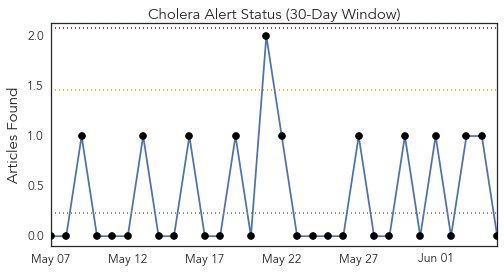 Cholera Alert Status (30-Day Window)
Articles Found
2.0
1.5
1.0
0.5
0.0
May 07 May 12 May 17 May 22 May 27 Jun 01